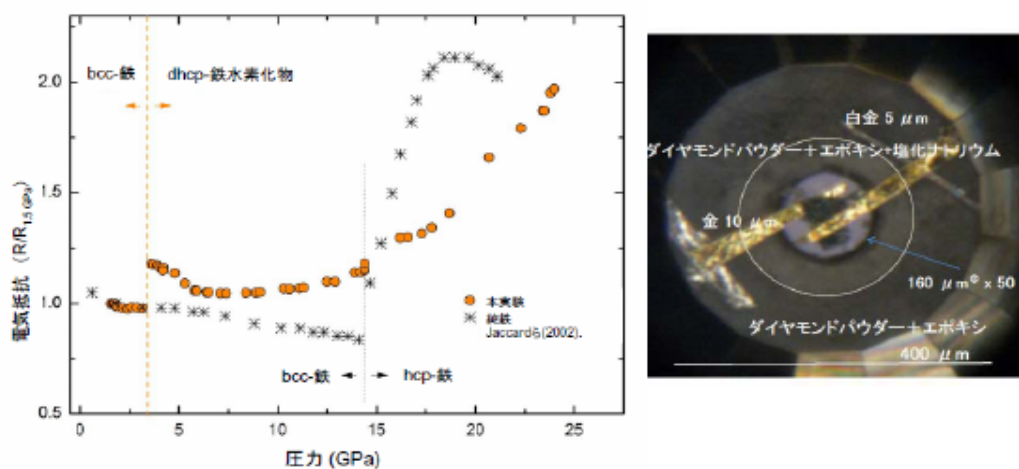 bcc-鉄
dhcp-鉄水素化物
電気抵抗 (R/R1.5 GPa)
2.0
1.5
1.0
0.5
本実験
純鉄
Jaccardら(2002).
bcc-鉄
hcp-鉄
0
5
10
15
20
25
圧力 (GPa)
白金 5 μm
ダイヤモンドパウダー+エポキシ+塩化ナトリウム
金 10 μm
160 μmΦ x 50
ダイヤモンドパウダー+エポキシ
400 μm